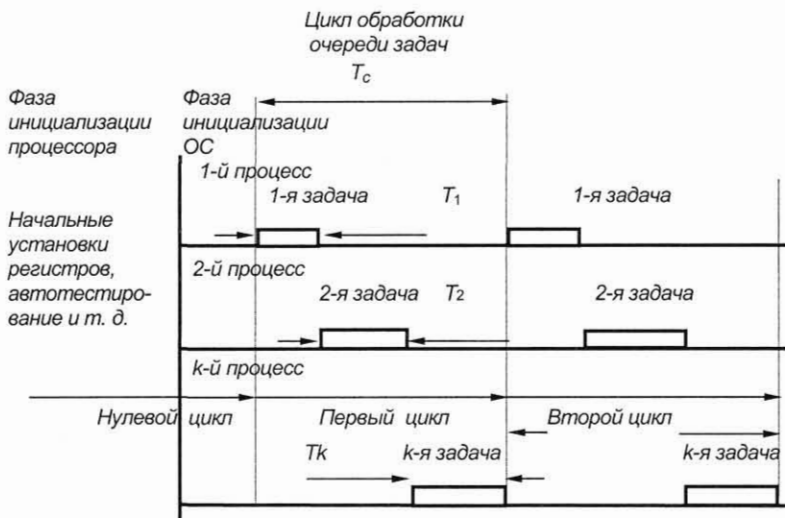 Цикл обработки
очереди задач
Tc
Фаза
инициализации
процессора
Фаза
инициализации
ОС
1-й процесс
1-я задача
T1
1-я задача
Начальные
установки
регистров,
автотестиро-
вание и т. д.
2-й процесс
2-я задача
T2
2-я задача
k-й процесс
Нулевой цикл
Первый цикл
Второй цикл
Tk
k-я задача
k-я задача